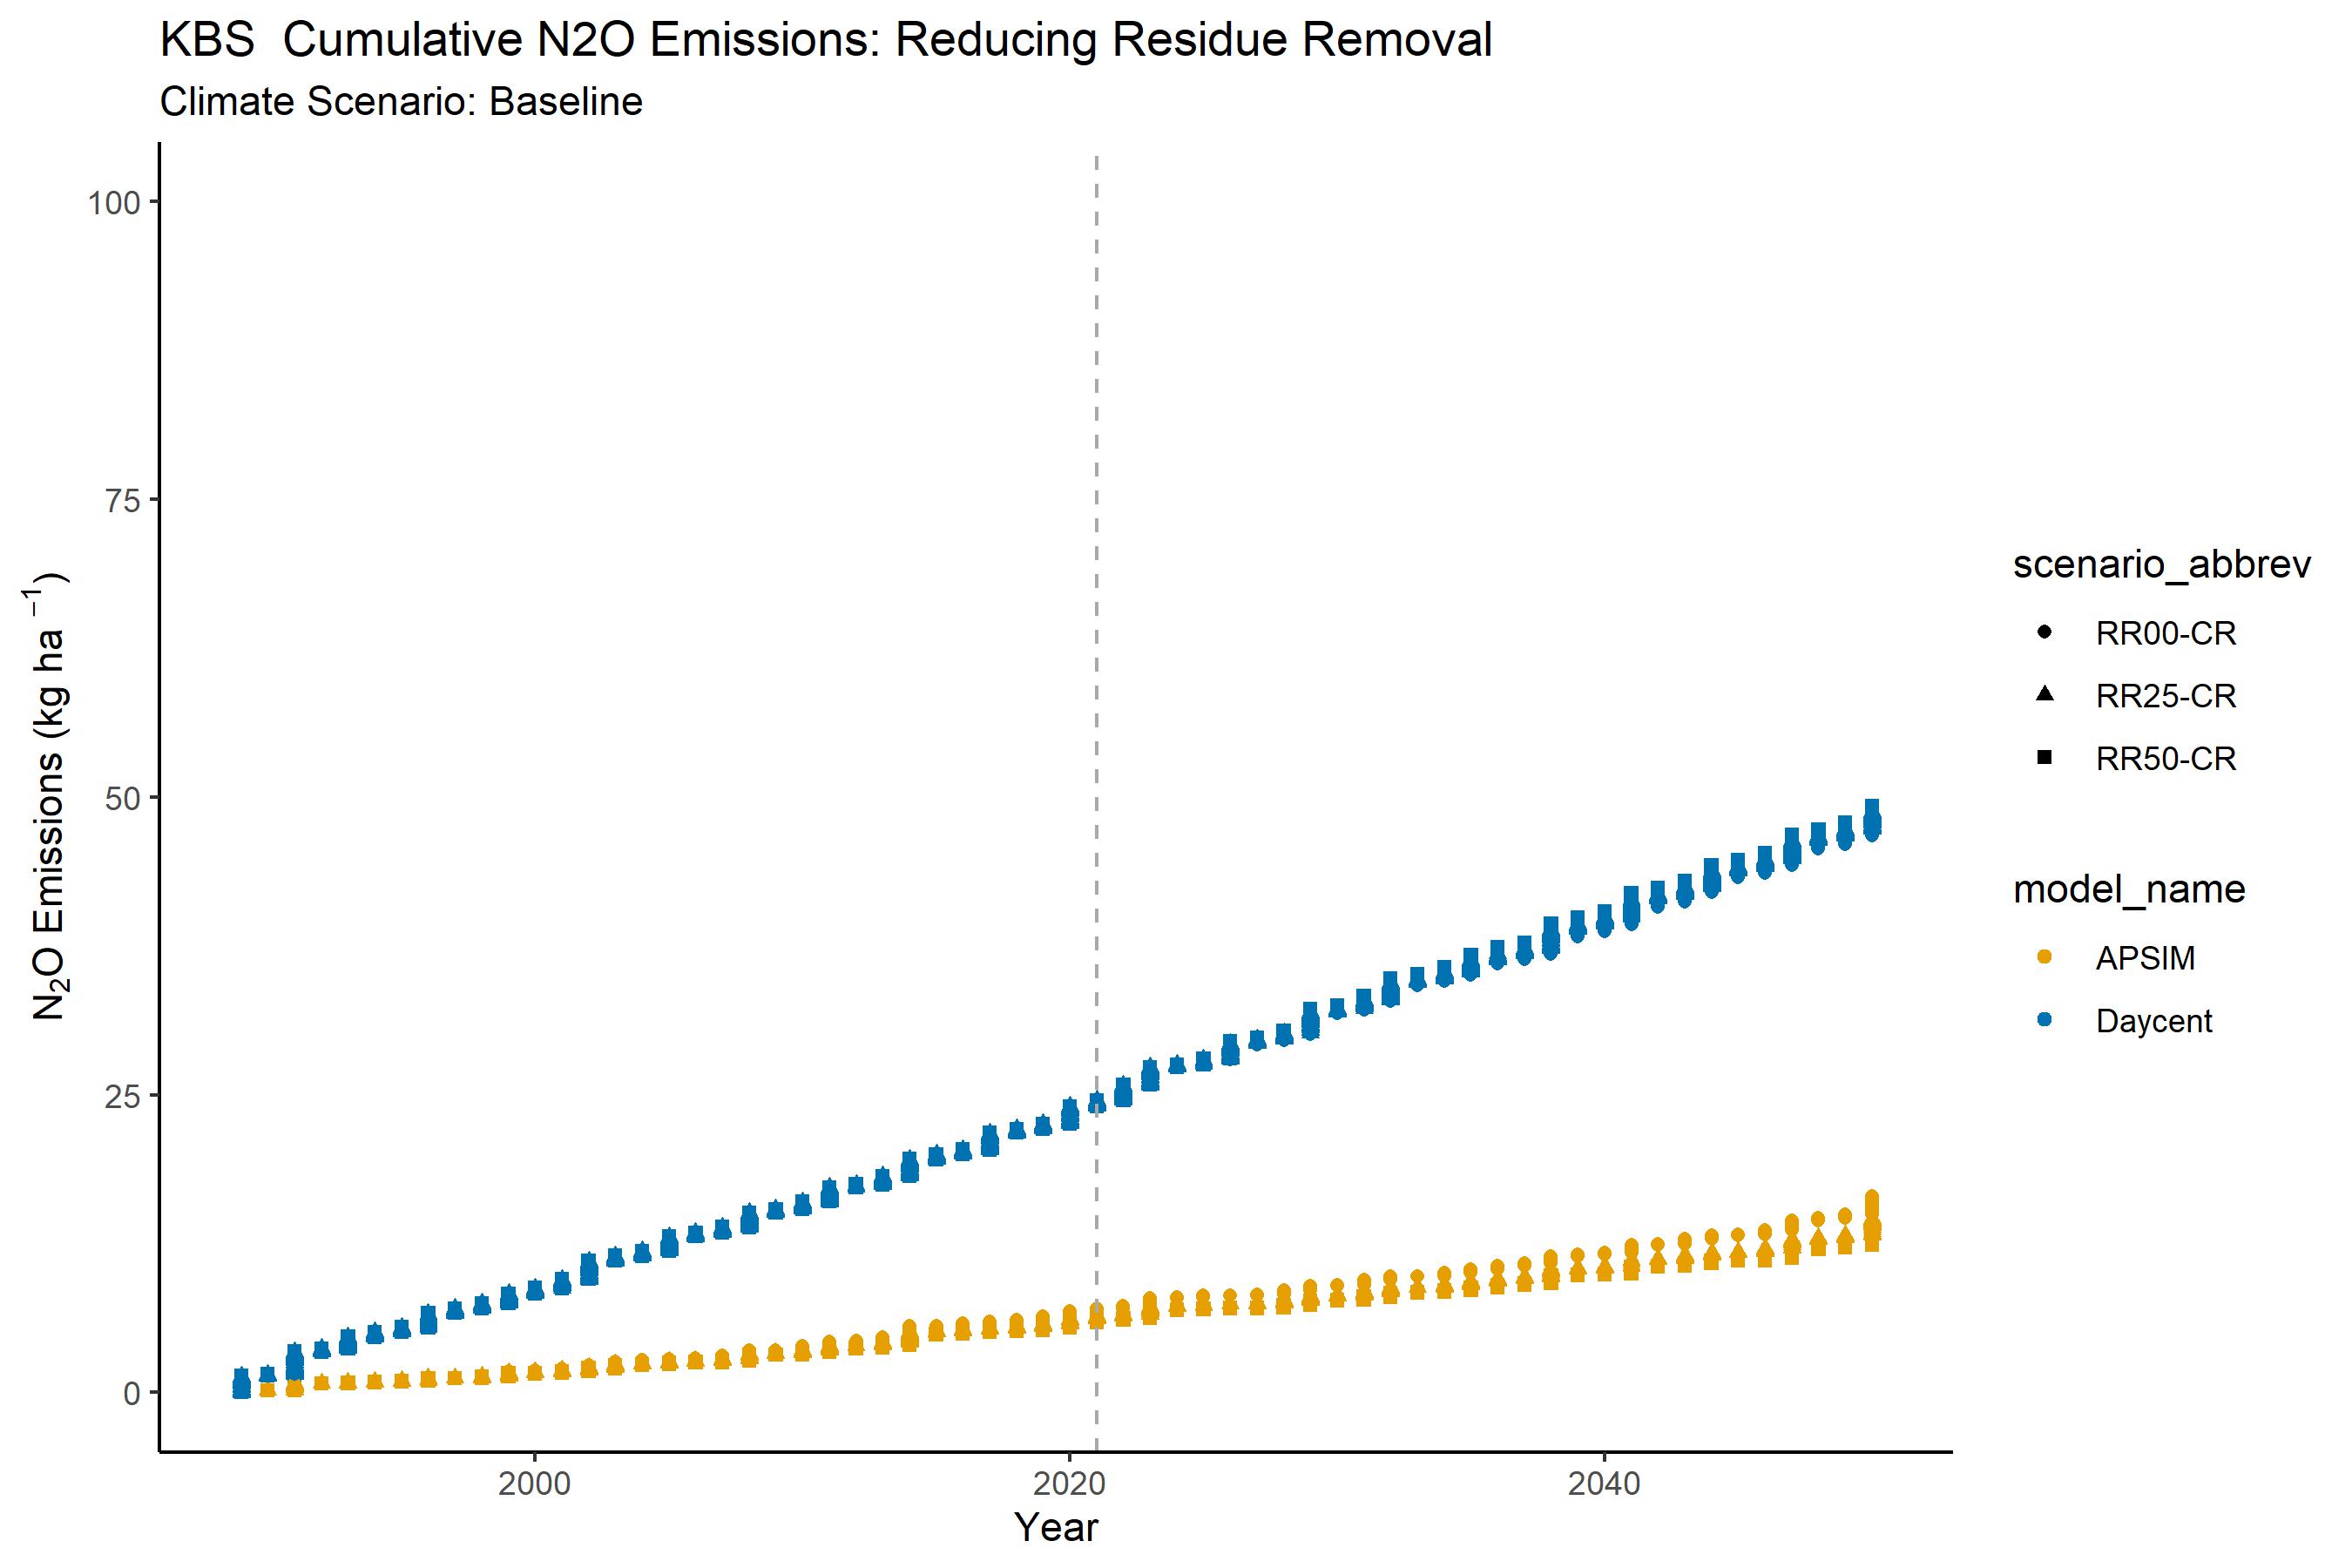 KBS  Cumulative N2O Emissions: Reducing Residue Removal
Climate Scenario: Baseline
N₂O Emissions (kg ha ⁻¹)
100
75
50
25
0
2000
2020
2040
Year
scenario_abbrev
RR00-CR
RR25-CR
RR50-CR
model_name
APSIM
Daycent